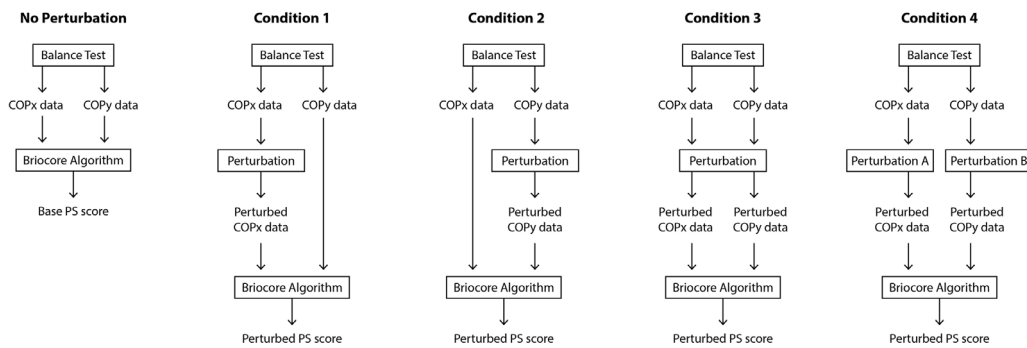 No Perturbation
Balance Test
COPx data
COPy data
Briocore Algorithm
Base PS score
Condition 1
Balance Test
COPx data
COPy data
Perturbation
Perturbed
COPx data
Briocore Algorithm
Perturbed PS score
Condition 2
Balance Test
COPx data
COPy data
Perturbation
Perturbed
COPy data
Briocore Algorithm
Perturbed PS score
Condition 3
Balance Test
COPx data
COPy data
Perturbation
Perturbed
COPx data
Perturbed
COPy data
Briocore Algorithm
Perturbed PS score
Condition 4
Balance Test
COPx data
COPy data
Perturbation A
Perturbation B
Perturbed
COPx data
Perturbed
COPy data
Briocore Algorithm
Perturbed PS score